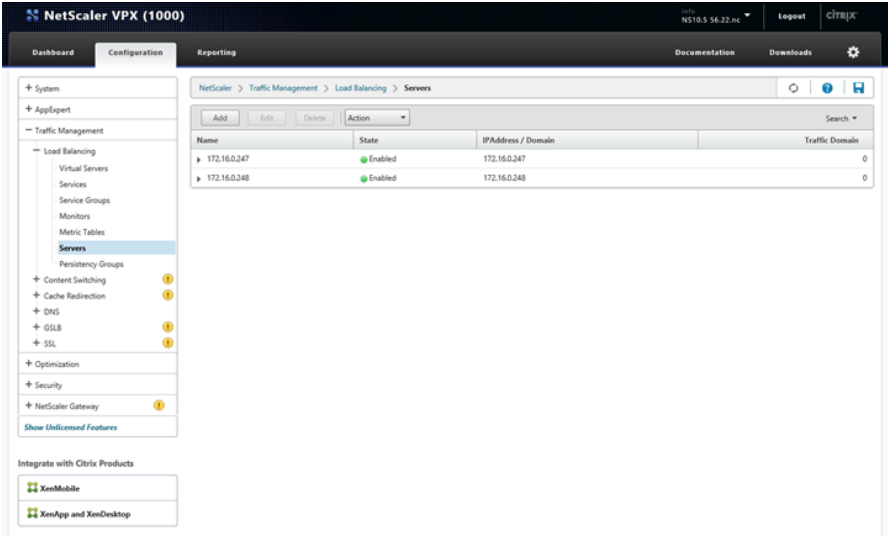 NetScaler VPX (1000)
Info
NS10.5 56.22.nc
Logout
CITRIX
Dashboard
Configuration
Reporting
Documentation
Downloads
+ System
+ AppExpert
− Traffic Management
− Load Balancing
Virtual Servers
Services
Service Groups
Monitors
Metric Tables
Servers
Persistency Groups
+ Content Switching
+ Cache Redirection
+ DNS
+ GSLB
+ SSL
+ Optimization
+ Security
+ NetScaler Gateway
Show Unlicensed Features
Integrate with Citrix Products
XenMobile
XenApp and XenDesktop
NetScaler > Traffic Management > Load Balancing > Servers
Add Edit Delete Action Search
Name State IPAddress / Domain Traffic Domain
172.16.0.247 Enabled 172.16.0.247 0
172.16.0.248 Enabled 172.16.0.248 0